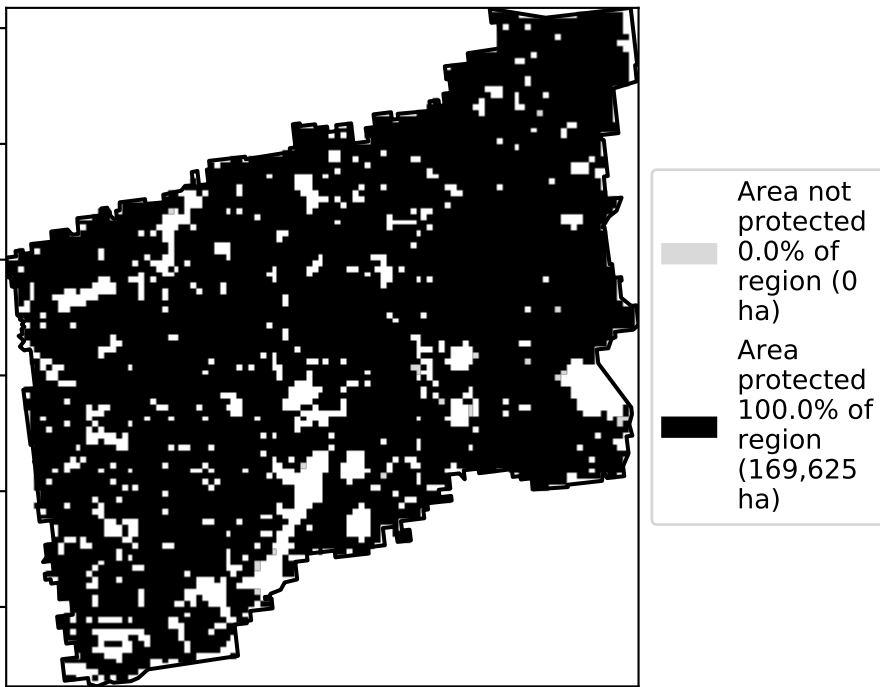 Area not
protected
0.0% of
region (0
ha)
Area
protected
100.0% of
region
(169,625
ha)